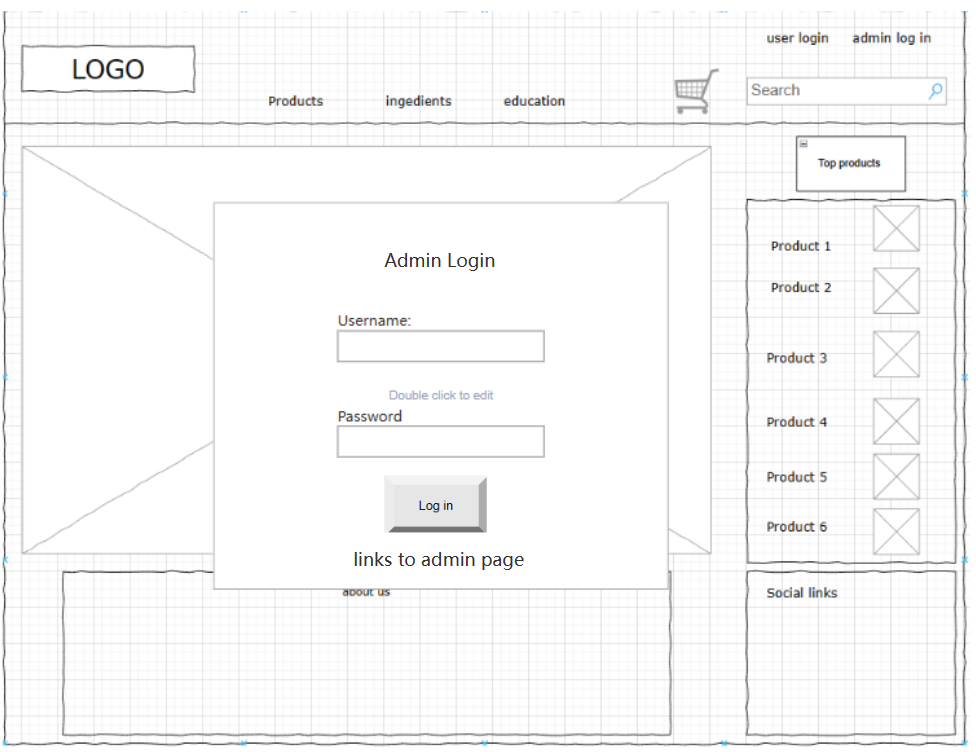 user login admin log in
LOGO
Products ingedients education
Search
Top products
Admin Login
Username:
Double click to edit
Password
Log in
links to admin page
Product 1
Product 2
Product 3
Product 4
Product 5
Product 6
about us
Social links